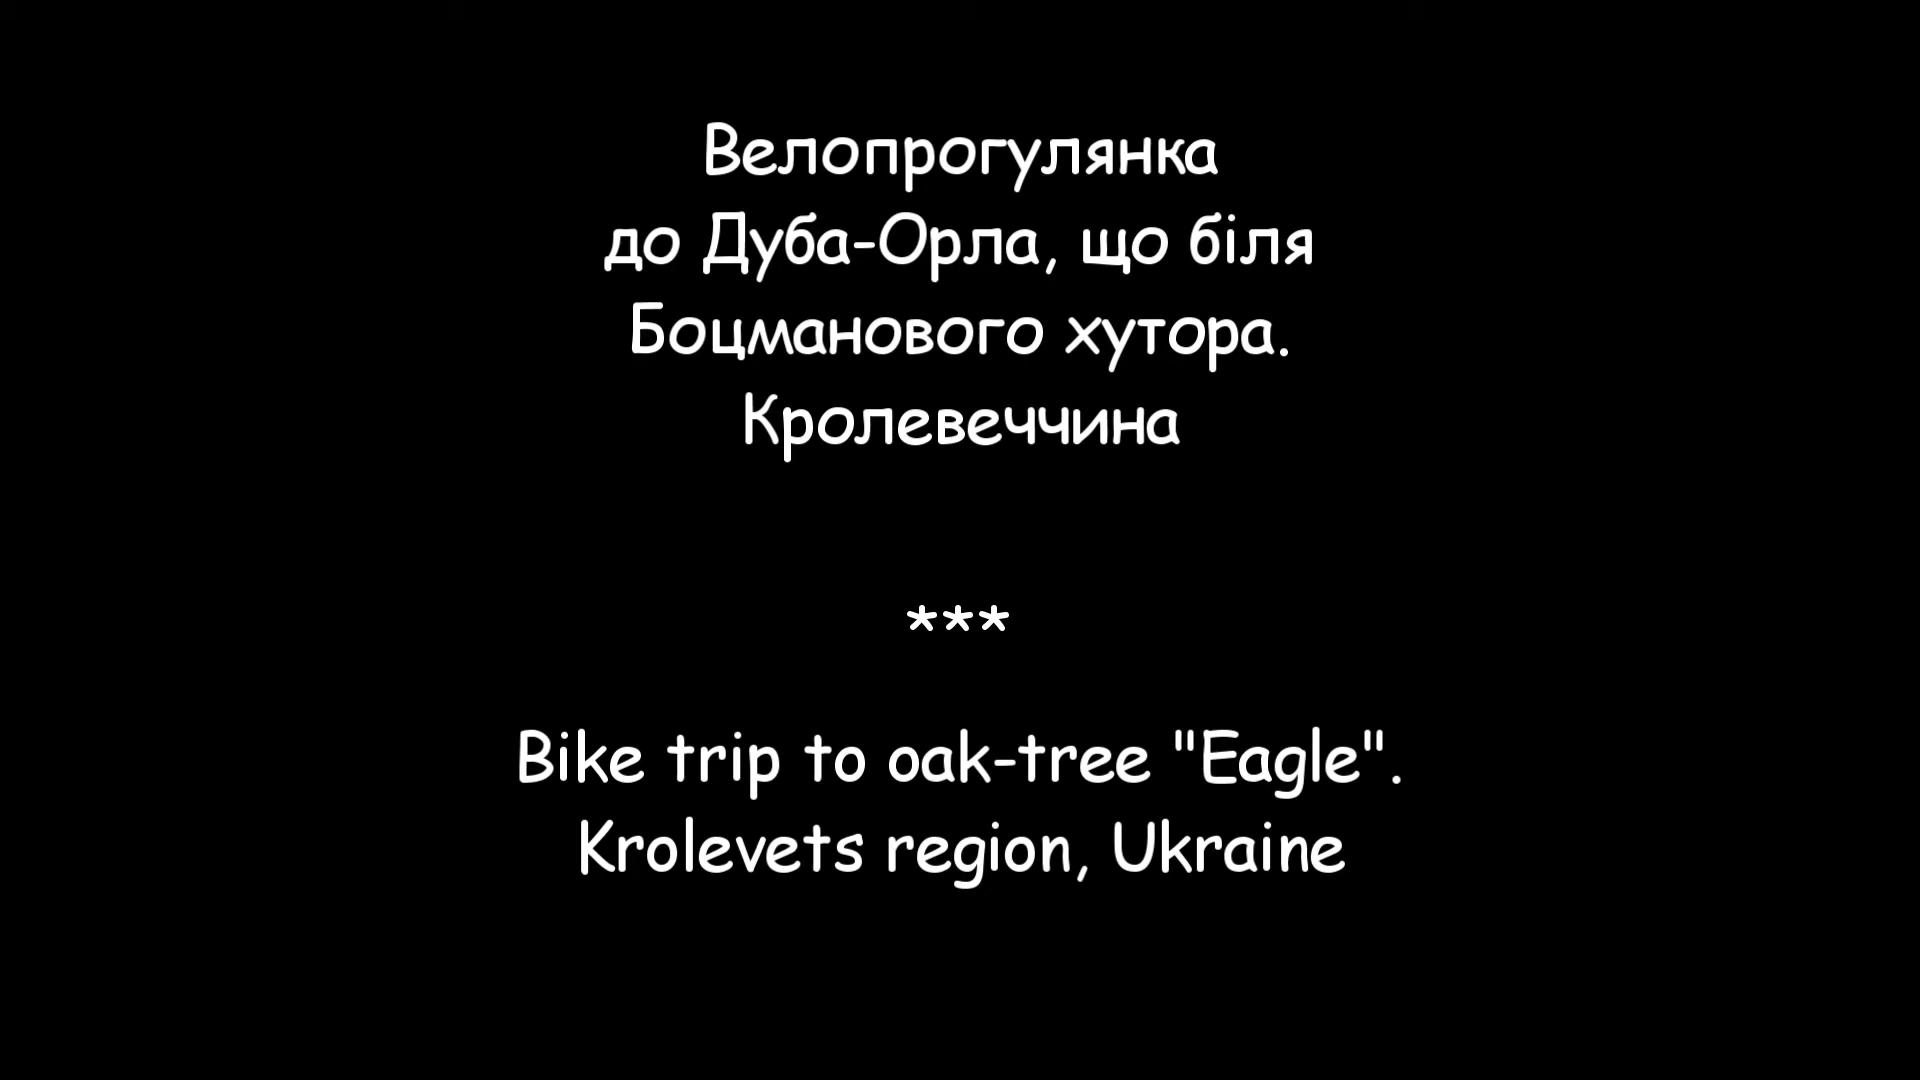 Велопрогулянка
до Дуба-Орла, що біля
Боцманового хутора.
Кролевеччина
***
Bike trip to oak-tree "Eagle".
Krolevets region, Ukraine